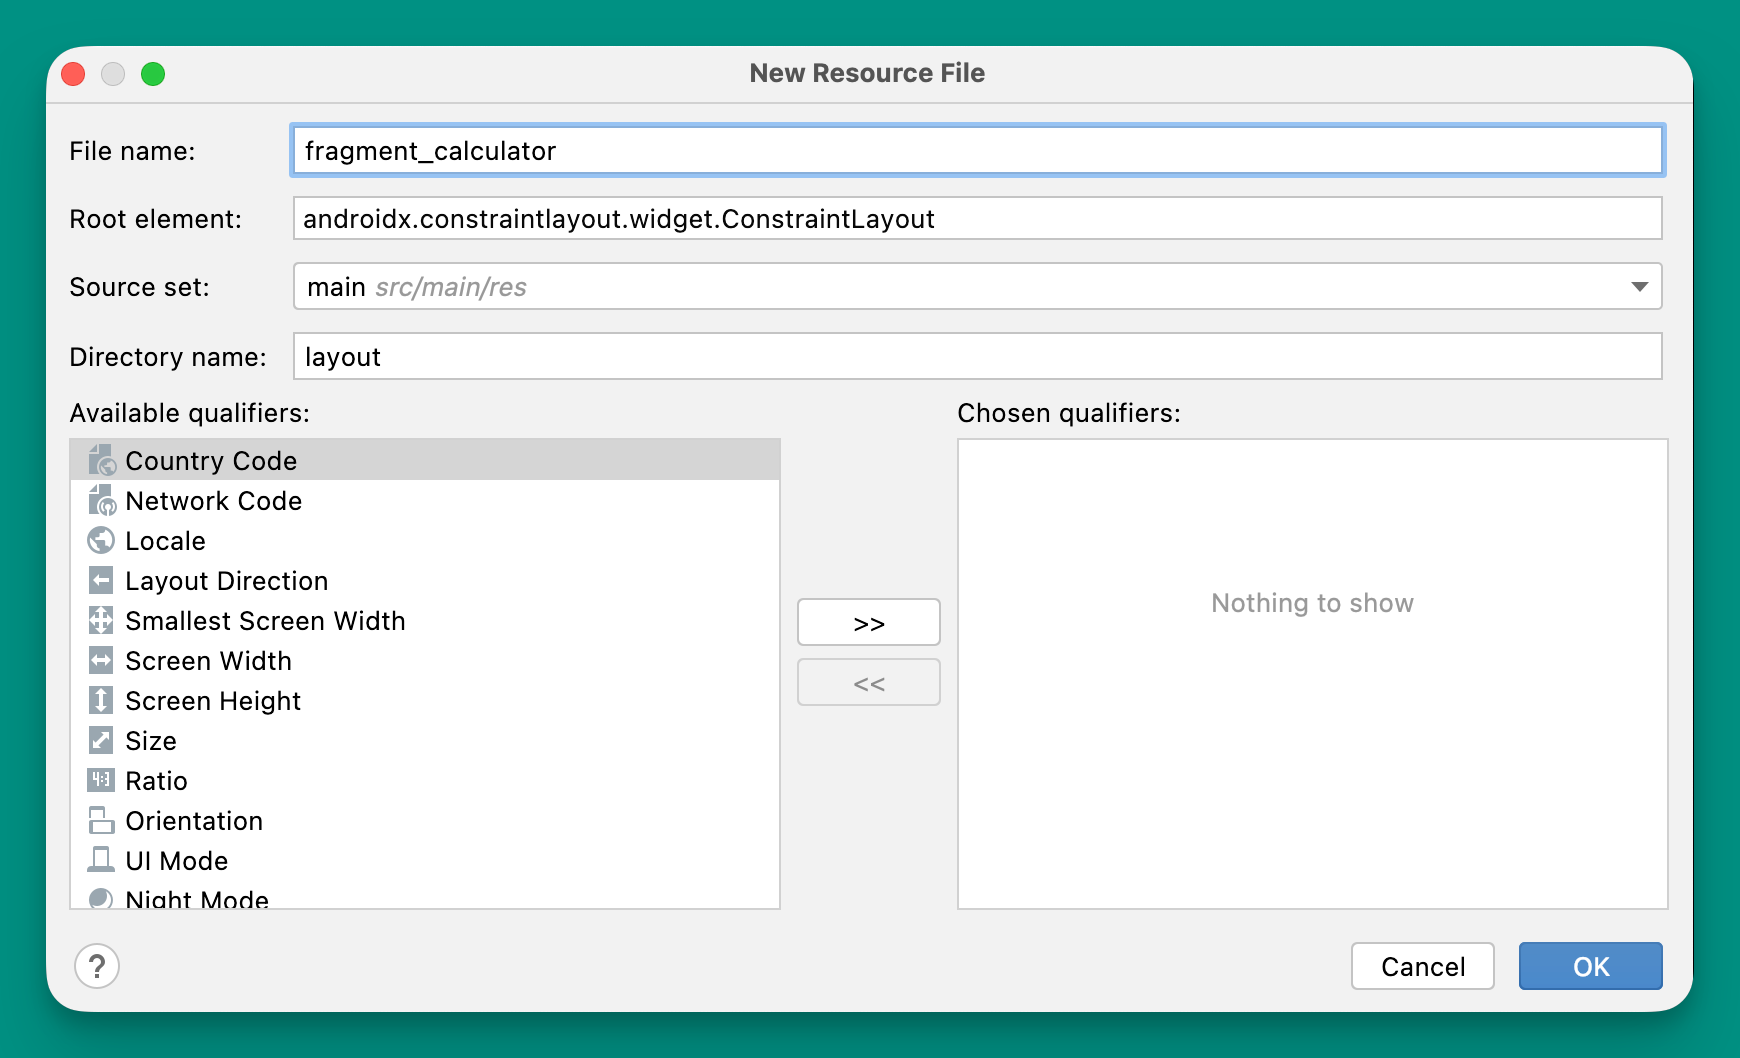 New Resource File
File name: fragment_calculator
Root element: androidx.constraintlayout.widget.ConstraintLayout
Source set: main src/main/res
Directory name: layout
Available qualifiers:
Country Code
Network Code
Locale
Layout Direction
Smallest Screen Width
Screen Width
Screen Height
Size
4:3 Ratio
Orientation
UI Mode
Night Mode
>>
<<
Chosen qualifiers:
Nothing to show
?
Cancel
OK